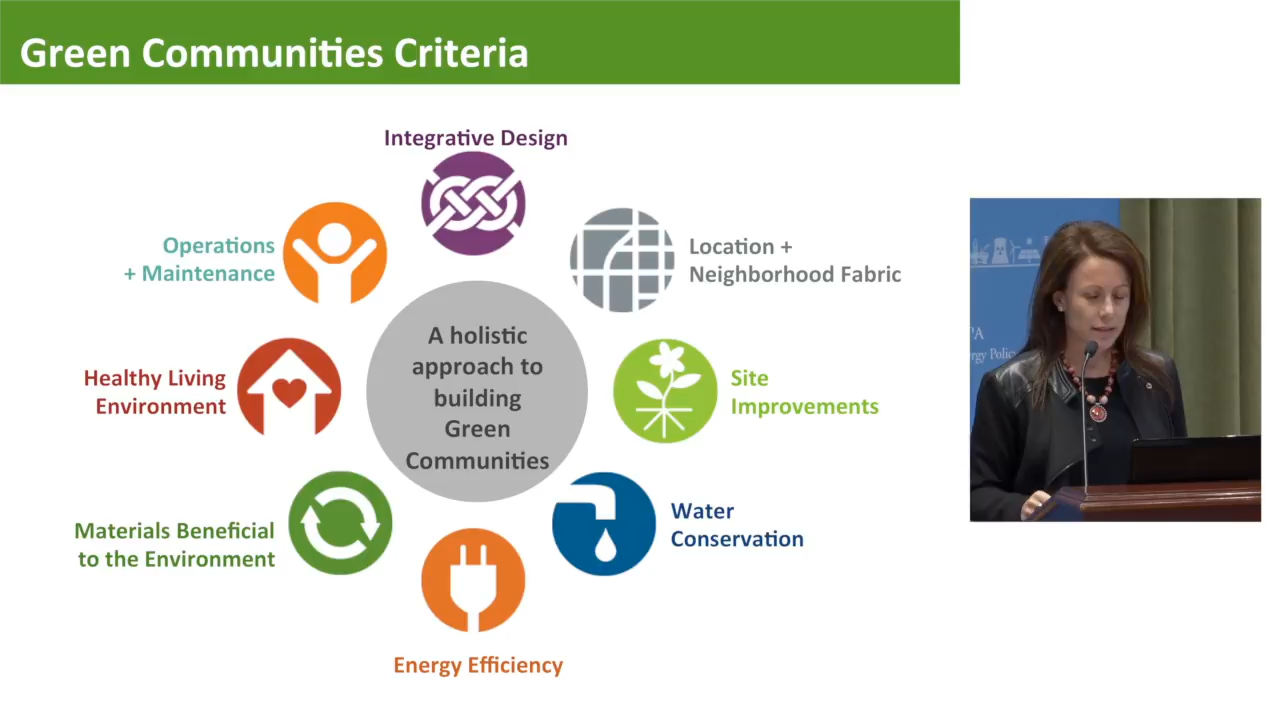 Green Communities Criteria
Integrative Design
Location +
Neighborhood Fabric
Site
Improvements
Water
Conservation
Energy Efficiency
Materials Beneficial
to the Environment
Healthy Living
Environment
Operations
+ Maintenance
A holistic
approach to
building
Green
Communities